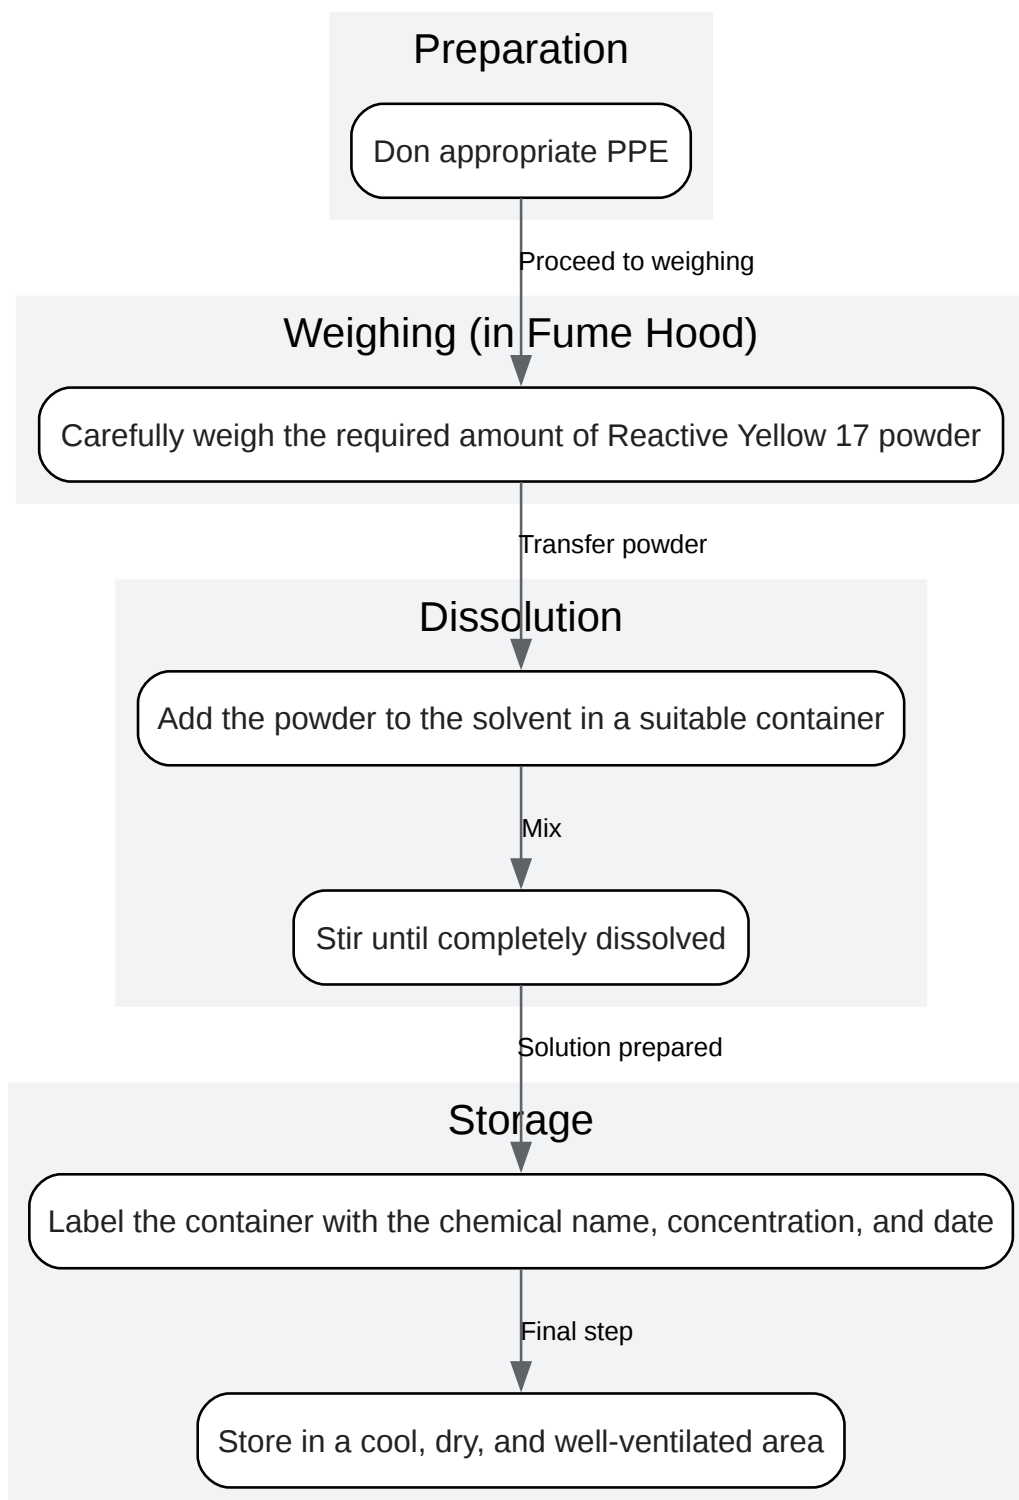 Preparation
Don appropriate PPE
Proceed to weighing
Weighing (in Fume Hood)
Carefully weigh the required amount of Reactive Yellow 17 powder
Transfer powder
Dissolution
Add the powder to the solvent in a suitable container
Mix
Stir until completely dissolved
Solution prepared
Storage
Label the container with the chemical name, concentration, and date
Final step
Store in a cool, dry, and well-ventilated area